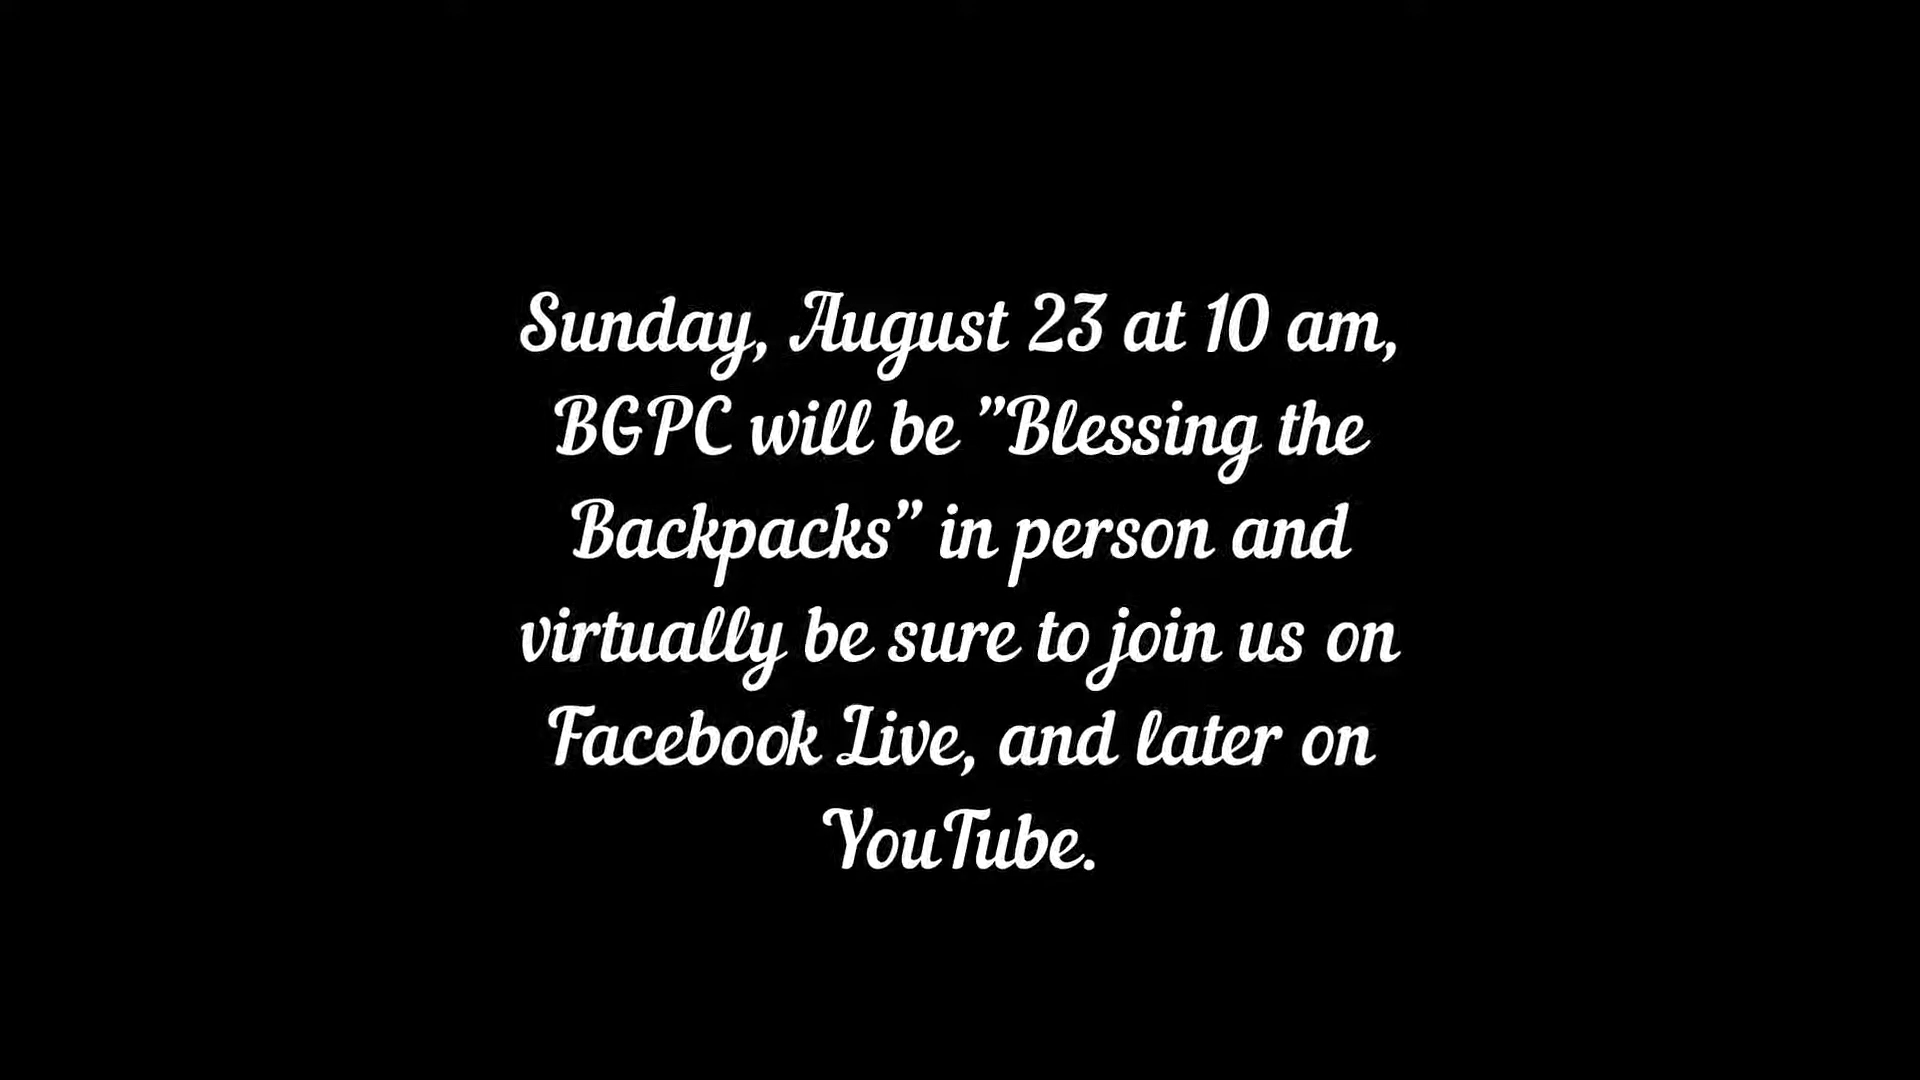 Sunday, August 23 at 10 am,
BGPC will be ”Blessing the
Backpacks” in person and
virtually be sure to join us on
Facebook Live, and later on
YouTube.